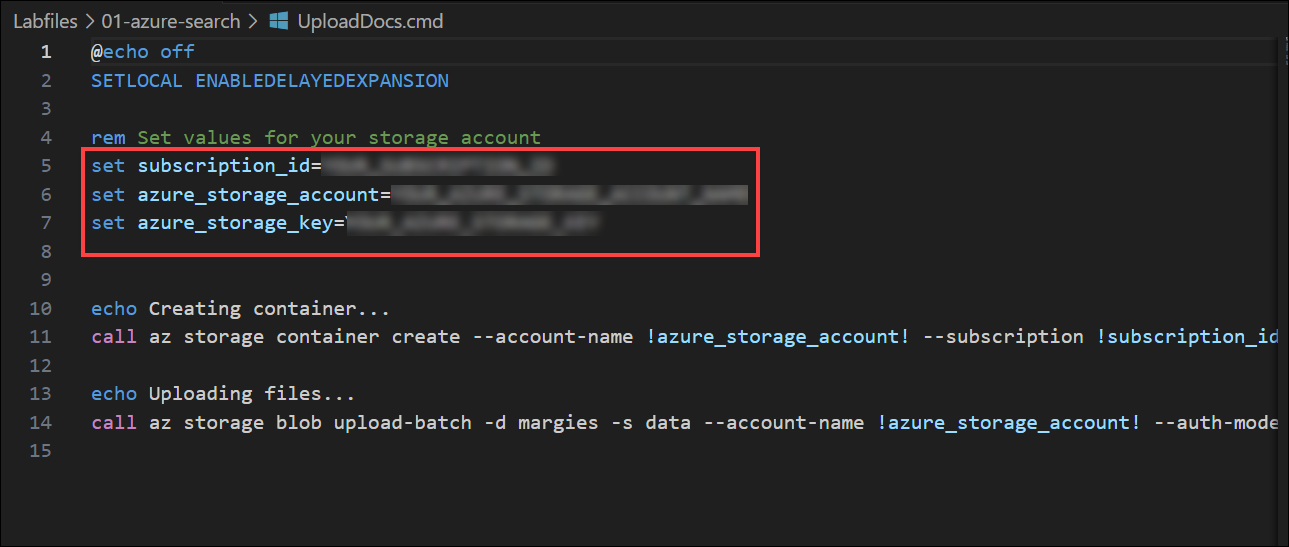 Labfiles > 01-azure-search > UploadDocs.cmd
1 @echo off
2 SETLOCAL ENABLEDELAYEDEXPANSION
3
4 rem Set values for your storage account
5 set subscription_id=
6 set azure_storage_account=
7 set azure_storage_key=
8
9
10 echo Creating container...
11 call az storage container create --account-name !azure_storage_account! --subscription !subscription_id
12
13 echo Uploading files...
14 call az storage blob upload-batch -d margies -s data --account-name !azure_storage_account! --auth-mode
15